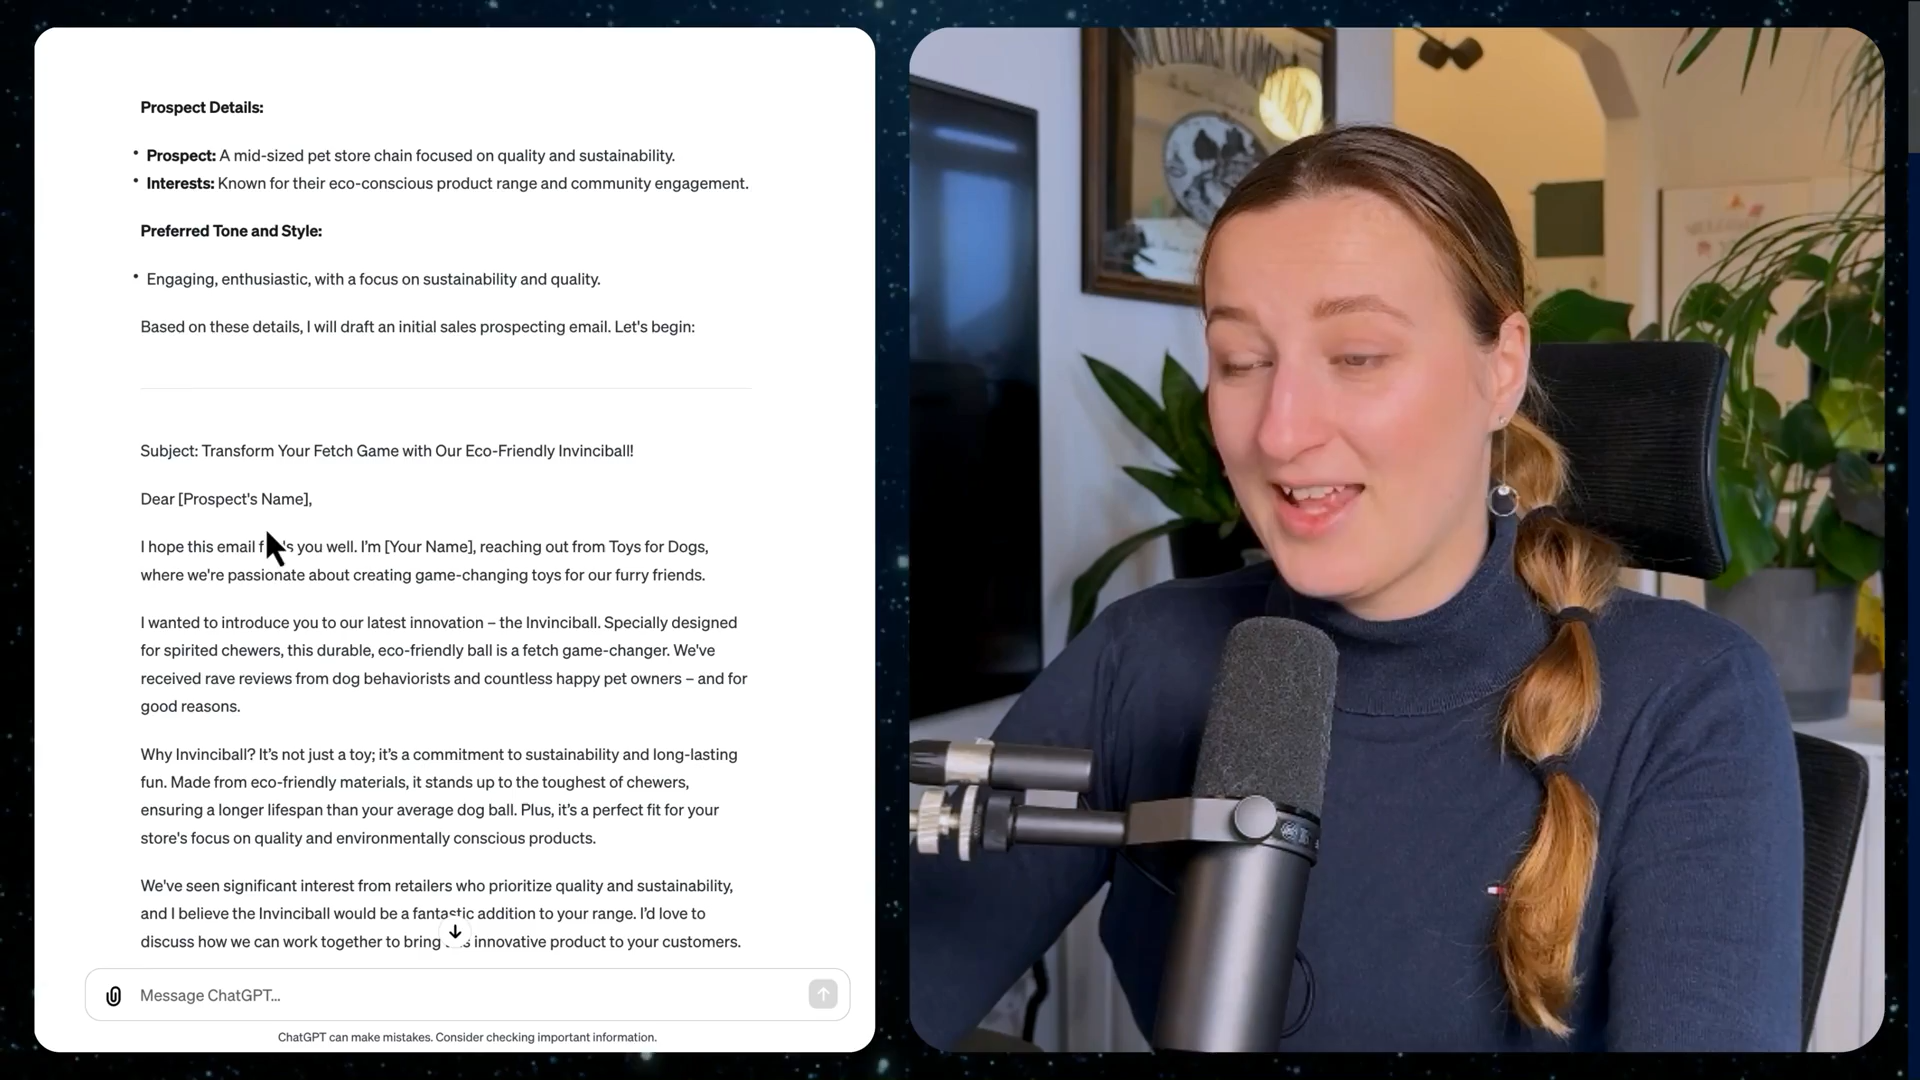 Prospect Details:
• Prospect: A mid-sized pet store chain focused on quality and sustainability.
• Interests: Known for their eco-conscious product range and community engagement.
Preferred Tone and Style:
• Engaging, enthusiastic, with a focus on sustainability and quality.
Based on these details, I will draft an initial sales prospecting email. Let's begin:
Subject: Transform Your Fetch Game with Our Eco-Friendly Invinciball!
Dear [Prospect's Name],
I hope this email you well. I'm [Your Name], reaching out from Toys for Dogs,
where we're passionate about creating game-changing toys for our furry friends.
I wanted to introduce you to our latest innovation – the Invinciball. Specially designed
for spirited chewers, this durable, eco-friendly ball is a fetch game-changer. We've
received rave reviews from dog behaviorists and countless happy pet owners – and for
good reasons.
Why Invinciball? It's not just a toy; it's a commitment to sustainability and long-lasting
fun. Made from eco-friendly materials, it stands up to the toughest of chewers,
ensuring a longer lifespan than your average dog ball. Plus, it's a perfect fit for your
store's focus on quality and environmentally conscious products.
We've seen significant interest from retailers who prioritize quality and sustainability,
and I believe the Invinciball would be a fantastic addition to your range. I'd love to
discuss how we can work together to bring innovative product to your customers.
Message ChatGPT...
ChatGPT can make mistakes. Consider checking important information.